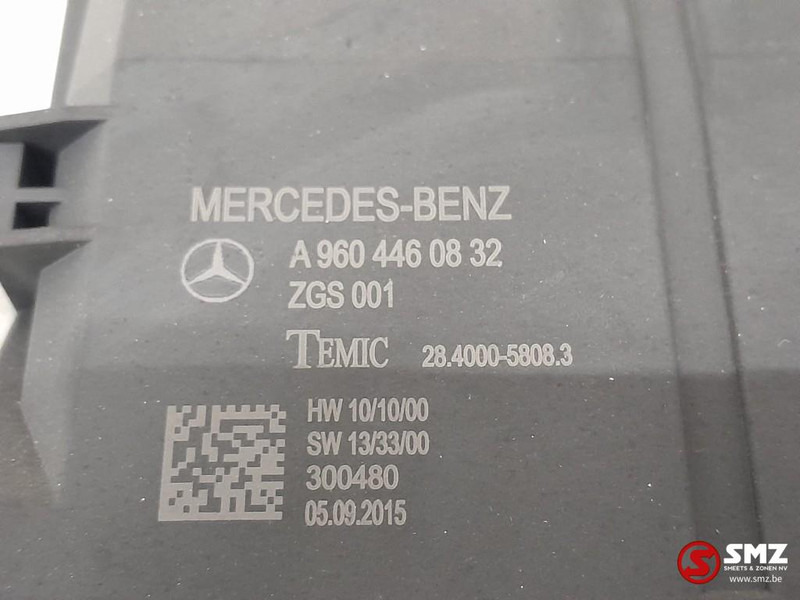 MERCEDES-BENZ
A 960 446 08 32
ZGS 001
TEMIC 28.4000-5808.3
HW 10/10/00
SW 13/33/00
300480
05.09.2015
SMZ
SMEETS & ZONEN NV
www.smz.be